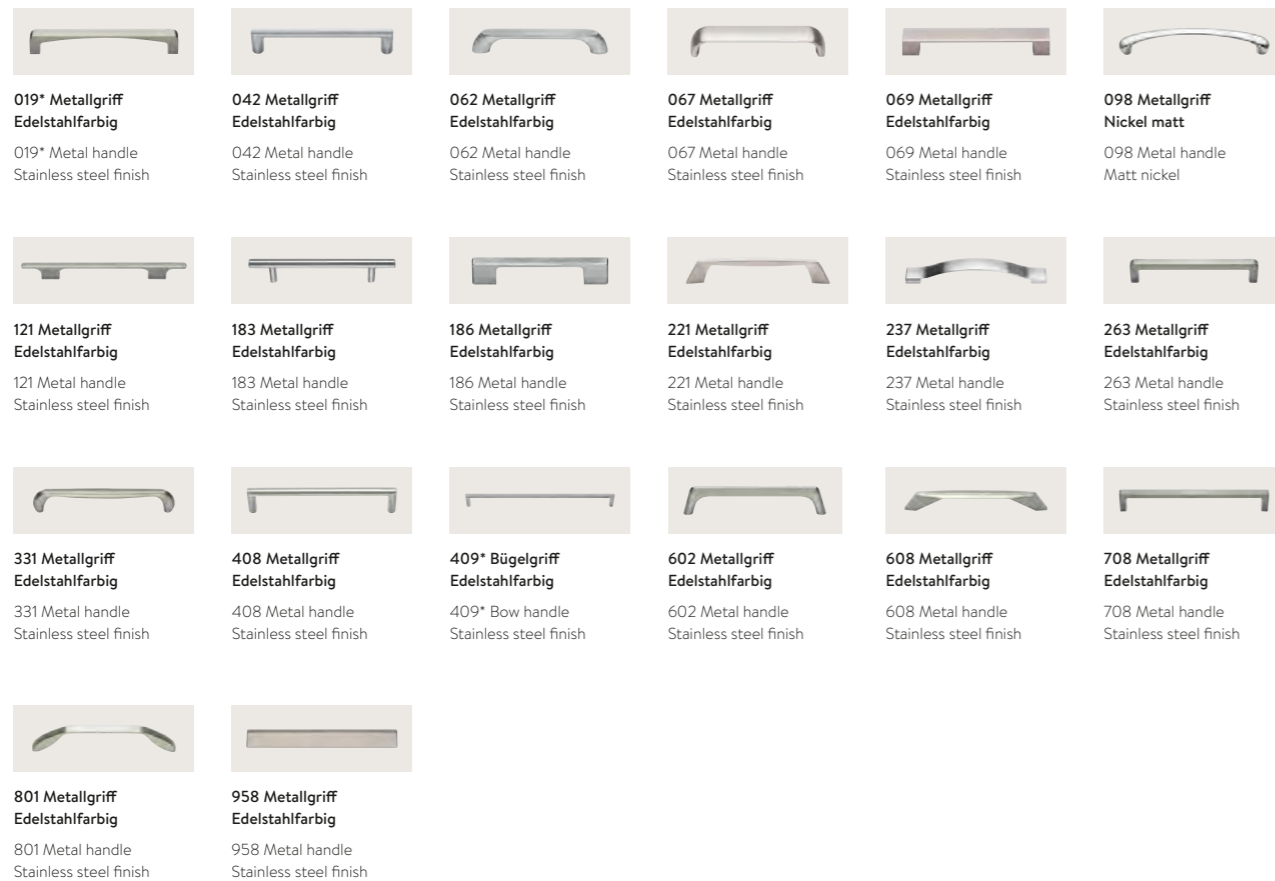 019* Metallgriff
Edelstahlfarbig
019* Metal handle
Stainless steel finish
042 Metallgriff
Edelstahlfarbig
042 Metal handle
Stainless steel finish
062 Metallgriff
Edelstahlfarbig
062 Metal handle
Stainless steel finish
067 Metallgriff
Edelstahlfarbig
067 Metal handle
Stainless steel finish
069 Metallgriff
Edelstahlfarbig
069 Metal handle
Stainless steel finish
098 Metallgriff
Nickel matt
098 Metal handle
Matt nickel
121 Metallgriff
Edelstahlfarbig
121 Metal handle
Stainless steel finish
183 Metallgriff
Edelstahlfarbig
183 Metal handle
Stainless steel finish
186 Metallgriff
Edelstahlfarbig
186 Metal handle
Stainless steel finish
221 Metallgriff
Edelstahlfarbig
221 Metal handle
Stainless steel finish
237 Metallgriff
Edelstahlfarbig
237 Metal handle
Stainless steel finish
263 Metallgriff
Edelstahlfarbig
263 Metal handle
Stainless steel finish
331 Metallgriff
Edelstahlfarbig
331 Metal handle
Stainless steel finish
408 Metallgriff
Edelstahlfarbig
408 Metal handle
Stainless steel finish
409* Bügelgriff
Edelstahlfarbig
409* Bow handle
Stainless steel finish
602 Metallgriff
Edelstahlfarbig
602 Metal handle
Stainless steel finish
608 Metallgriff
Edelstahlfarbig
608 Metal handle
Stainless steel finish
708 Metallgriff
Edelstahlfarbig
708 Metal handle
Stainless steel finish
801 Metallgriff
Edelstahlfarbig
801 Metal handle
Stainless steel finish
958 Metallgriff
Edelstahlfarbig
958 Metal handle
Stainless steel finish